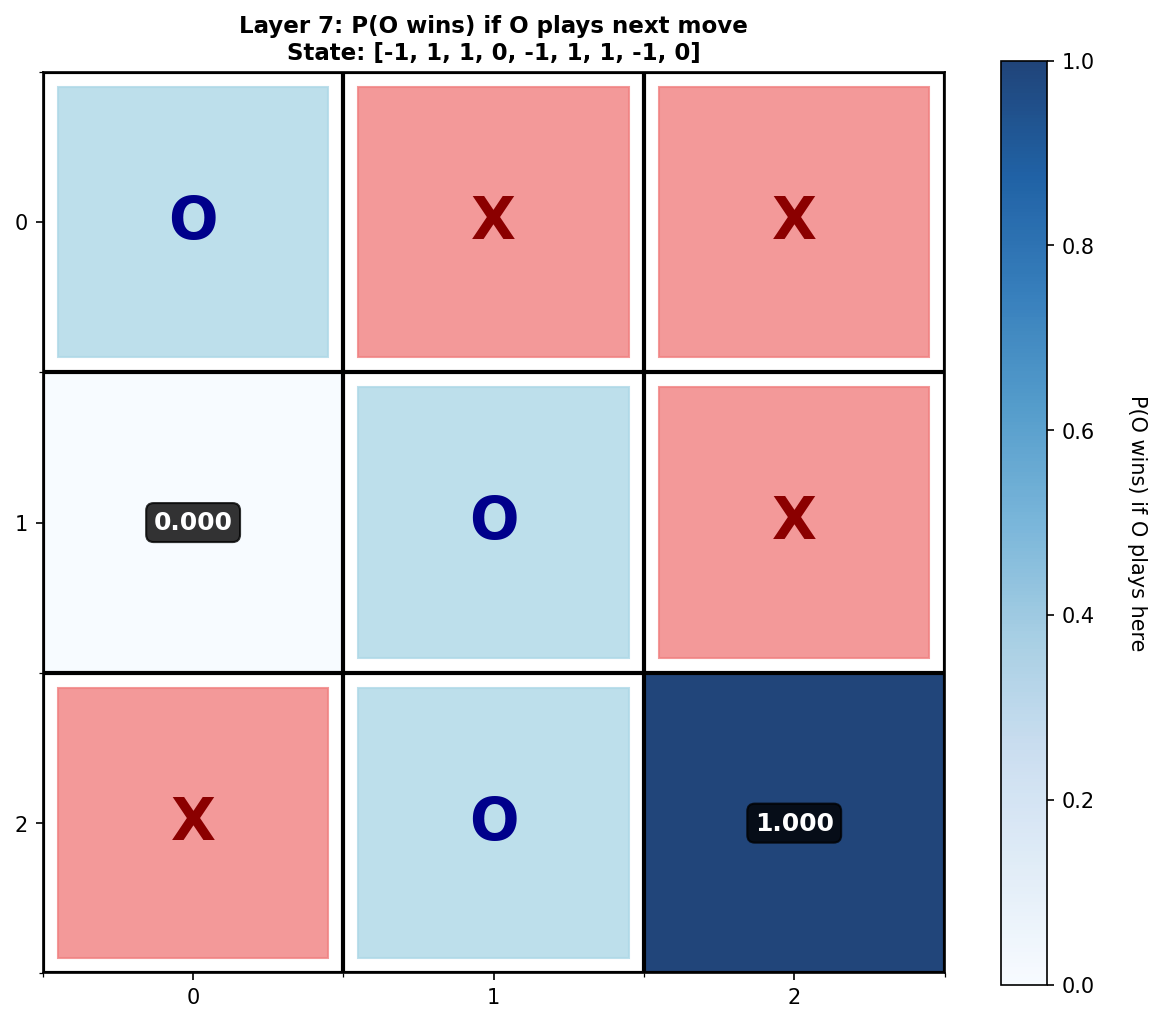 Layer 7: P(O wins) if O plays next move
State: [-1, 1, 1, 0, -1, 1, 1, -1, 0]
0
O
X
X
1
0.000
O
X
2
X
O
1.000
0
1
2
1.0
0.8
0.6
0.4
0.2
0.0
P(O wins) if O plays here